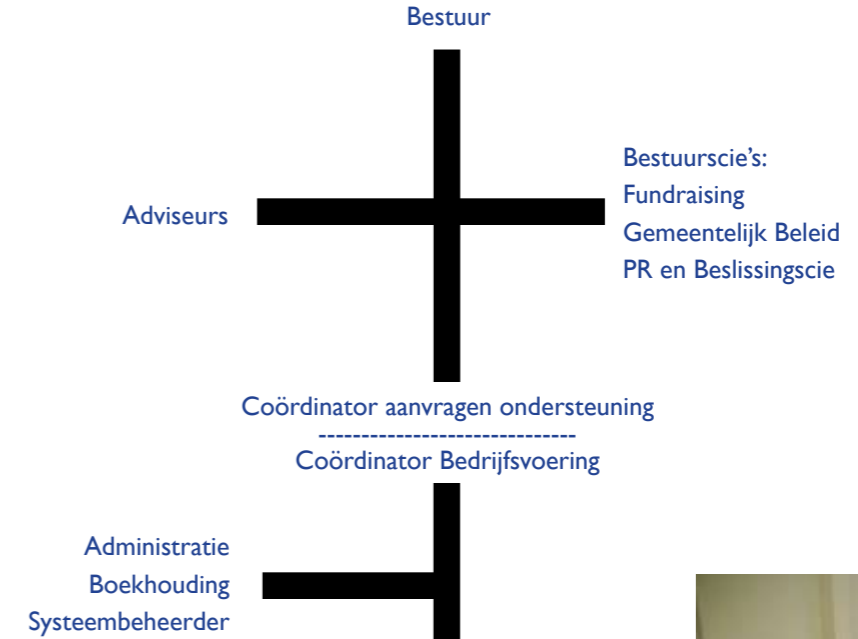 Bestuur
Adviseurs
Bestuurscie's:
Fundraising
Gemeentelijk Beleid
PR en Beslissingscie
Coördinator aanvragen ondersteuning
------------------------------
Coördinator Bedrijfsvoering
Administratie
Boekhouding
Systeembeheerder